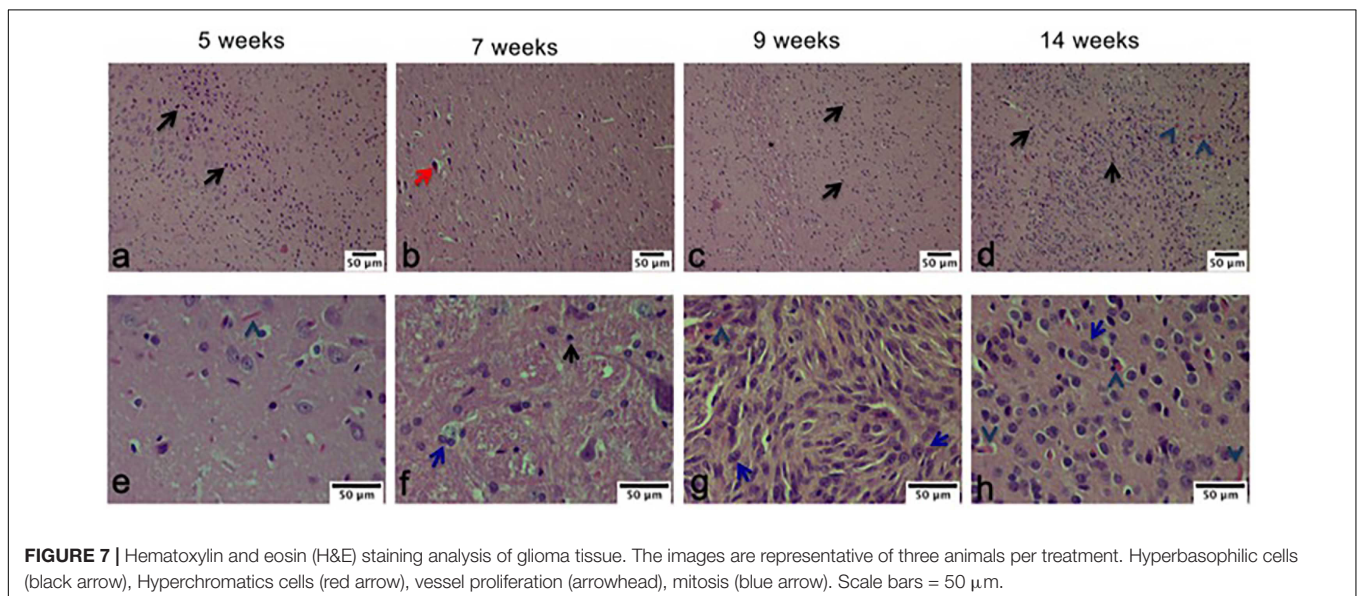 5 weeks
7 weeks
9 weeks
14 weeks
a
50 µm
b
50 µm
c
50 µm
d
50 µm
e
50 µm
f
50 µm
g
50 µm
h
50 µm
FIGURE 7 | Hematoxylin and eosin (H&E) staining analysis of glioma tissue. The images are representative of three animals per treatment. Hyperbasophilic cells
(black arrow), Hyperchromatics cells (red arrow), vessel proliferation (arrowhead), mitosis (blue arrow). Scale bars = 50 µm.